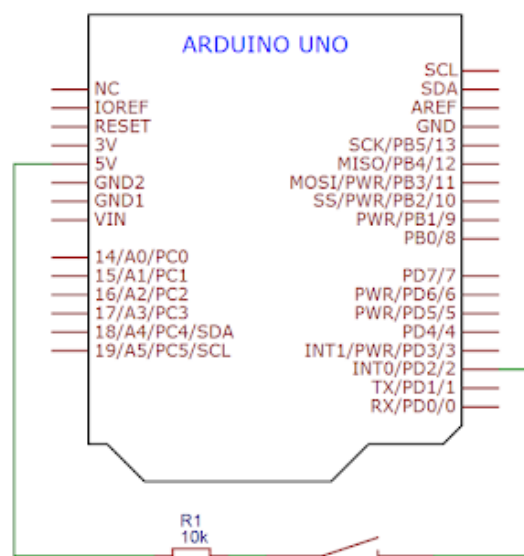 ARDUINO UNO
NC
IOREF
RESET
3V
5V
GND2
GND1
VIN
14/A0/PC0
15/A1/PC1
16/A2/PC2
17/A3/PC3
18/A4/PC4/SDA
19/A5/PC5/SCL
SCL
SDA
AREF
GND
SCK/PB5/13
MISO/PB4/12
MOSI/PWR/PB3/11
SS/PWR/PB2/10
PWR/PB1/9
PB0/8
PD7/7
PWR/PD6/6
PWR/PD5/5
PD4/4
INT1/PWR/PD3/3
INT0/PD2/2
TX/PD1/1
RX/PD0/0
R1
10k